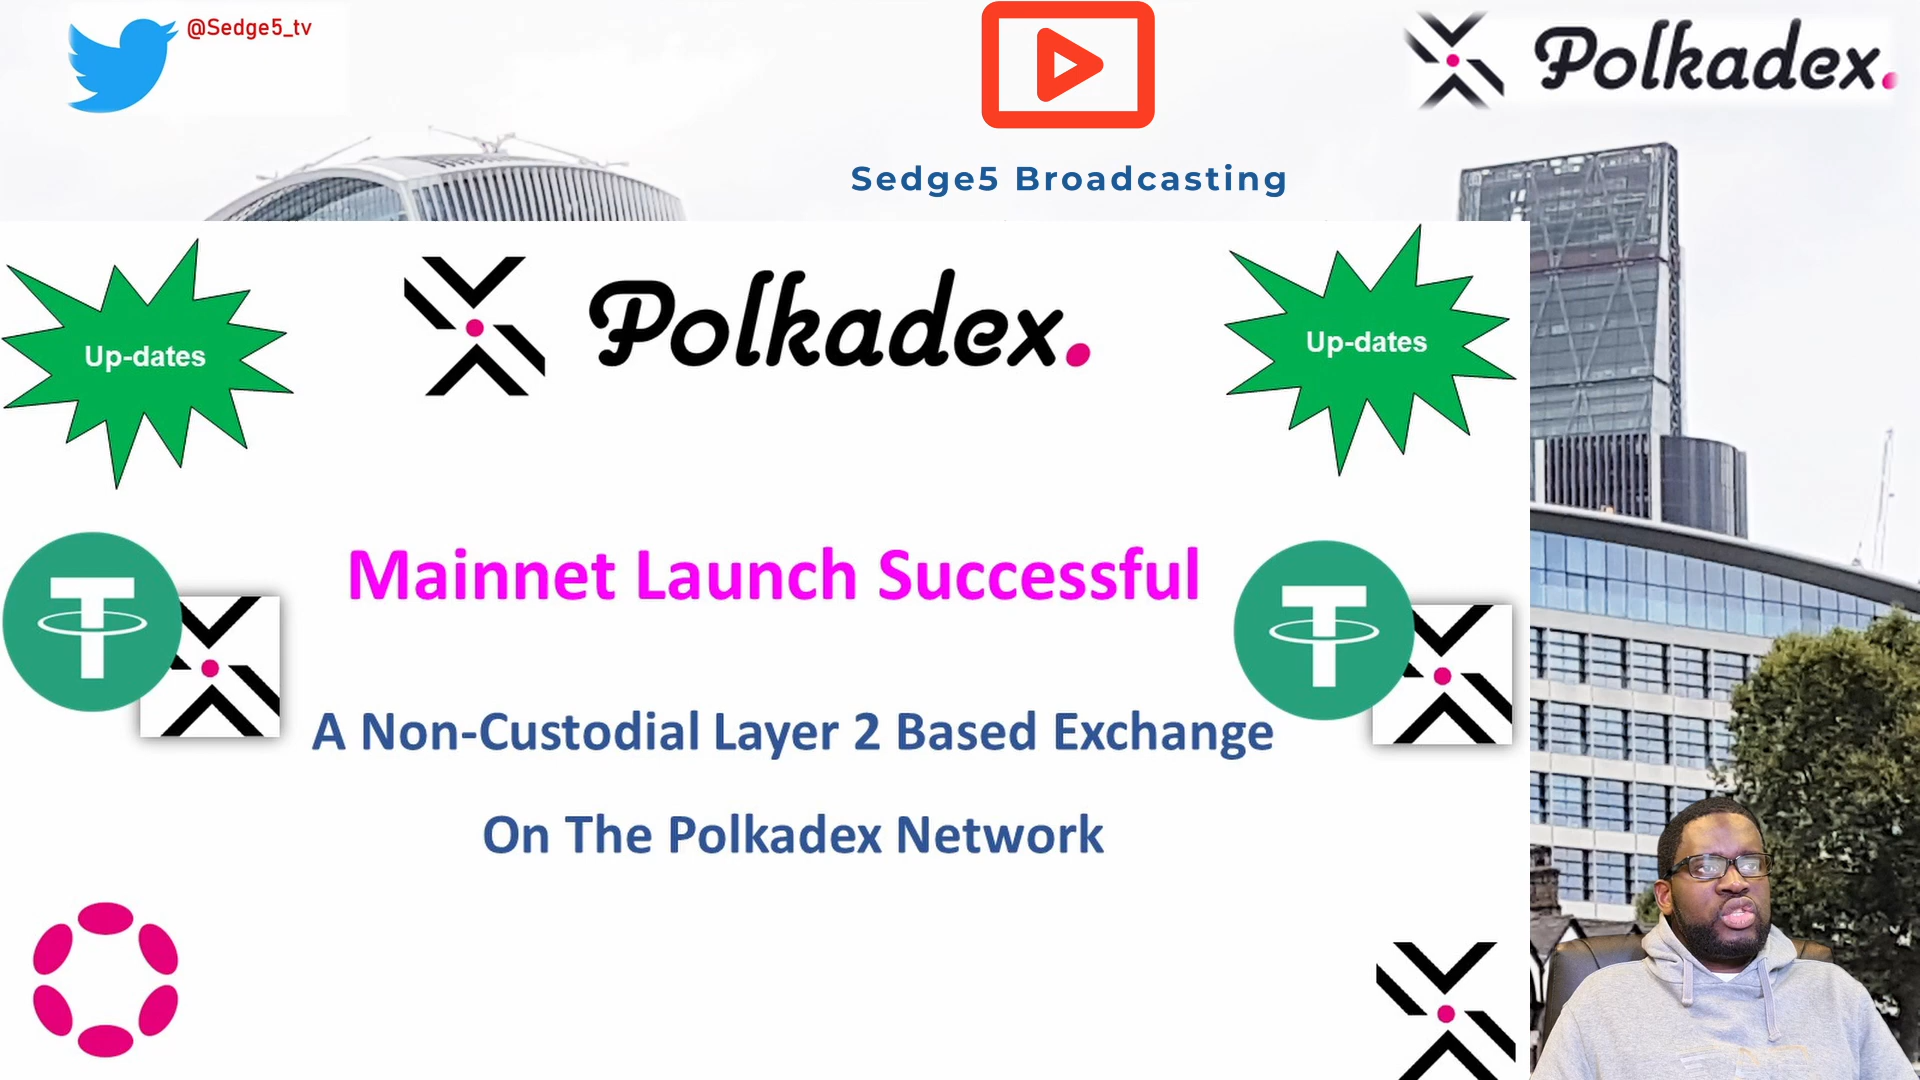 @Sedge5_tv
Polkadex.
Sedge5 Broadcasting
Up-dates
Polkadex.
Up-dates
Mainnet Launch Successful
A Non-Custodial Layer 2 Based Exchange
On The Polkadex Network